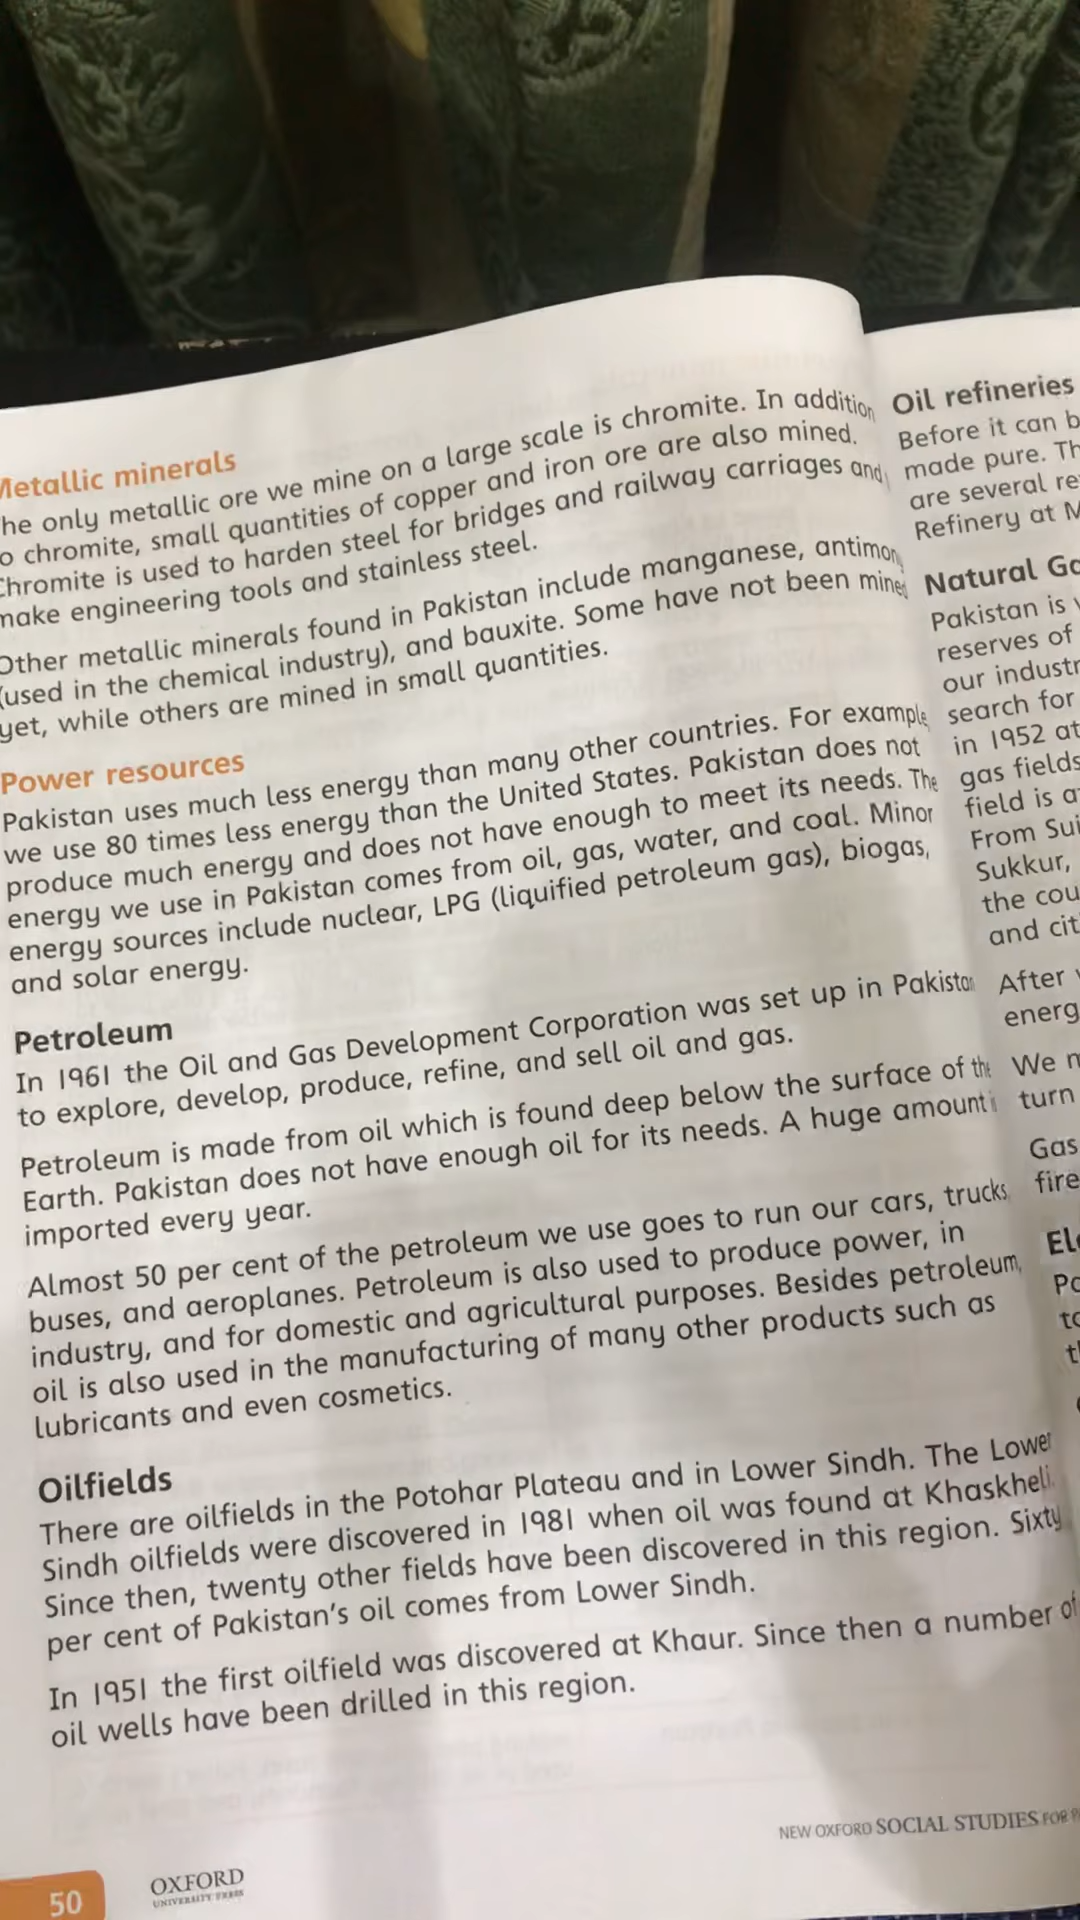 Metallic minerals
The only metallic ore we mine on a large scale is chromite. In addition
to chromite, small quantities of copper and iron ore are also mined.
Chromite is used to harden steel for bridges and railway carriages and
make engineering tools and stainless steel.
Other metallic minerals found in Pakistan include manganese, antimon
(used in the chemical industry), and bauxite. Some have not been mined
yet, while others are mined in small quantities.
Power resources
Pakistan uses much less energy than many other countries. For example
we use 80 times less energy than the United States. Pakistan does not
produce much energy and does not have enough to meet its needs. The
energy we use in Pakistan comes from oil, gas, water, and coal. Minor
energy sources include nuclear, LPG (liquified petroleum gas), biogas,
and solar energy.
Petroleum
In 1961 the Oil and Gas Development Corporation was set up in Pakistan
to explore, develop, produce, refine, and sell oil and gas.
Petroleum is made from oil which is found deep below the surface of the
Earth. Pakistan does not have enough oil for its needs. A huge amount is
imported every year.
Almost 50 per cent of the petroleum we use goes to run our cars, trucks,
buses, and aeroplanes. Petroleum is also used to produce power, in
industry, and for domestic and agricultural purposes. Besides petroleum,
oil is also used in the manufacturing of many other products such as
lubricants and even cosmetics.
Oilfields
There are oilfields in the Potohar Plateau and in Lower Sindh. The Lower
Sindh oilfields were discovered in 1981 when oil was found at Khaskheli.
Since then, twenty other fields have been discovered in this region. Sixty
per cent of Pakistan's oil comes from Lower Sindh.
In 1951 the first oilfield was discovered at Khaur. Since then a number of
oil wells have been drilled in this region.
50
OXFORD
UNIVERSITY PRESS
NEW OXFORD SOCIAL STUDIES FOR
Oil refineries
Before it can
made pure.
are several
Refinery at
Natural
Pakistan is
reserves of
our
search for
in 1952 at
gas fields
field is
From Sui
Sukkur,
the
and
After
We
turn
Gas
fire